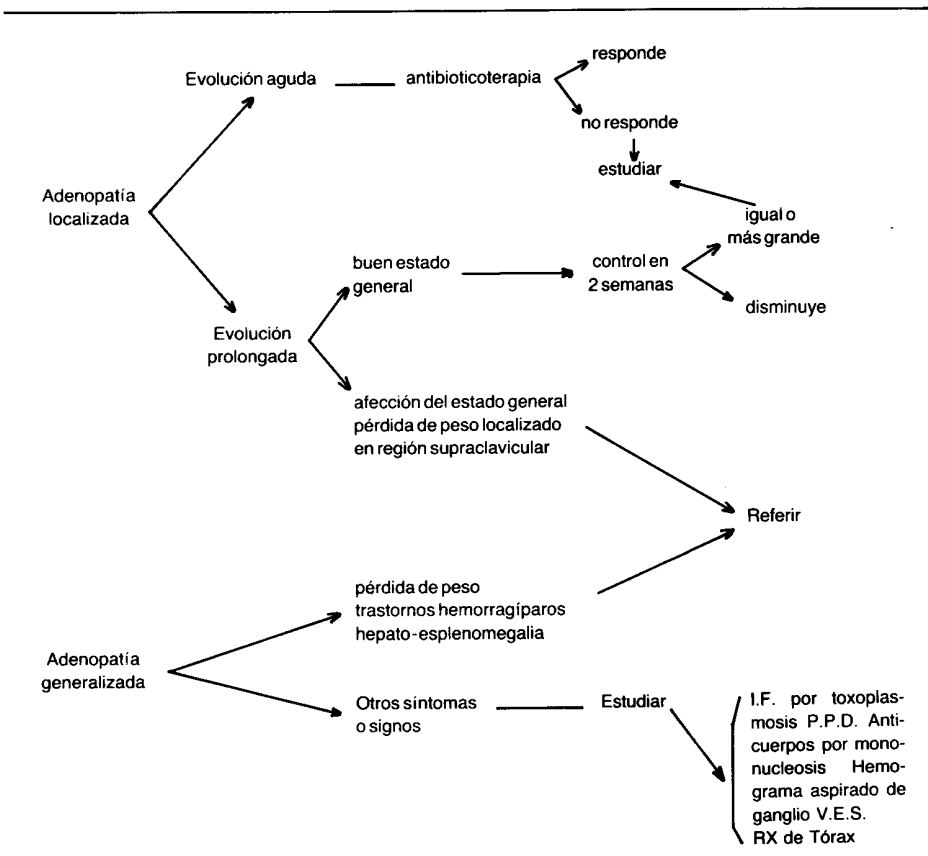 responde
Evolución aguda
antibioticoterapia
no responde
estudiar
Adenopatía
localizada
igual o
más grande
buen estado
general
control en
2 semanas
disminuye
Evolución
prolongada
afección del estado general
pérdida de peso localizado
en región supraclavicular
Referir
pérdida de peso
trastornos hemorragíparos
hepato-esplenomegalia
Adenopatía
generalizada
Otros síntomas
o signos
Estudiar
I.F. por toxoplas-
mosis P.P.D. Anti-
cuerpos por mono-
nucleosis Hemo-
grama aspirado de
ganglio V.E.S.
RX de Tórax